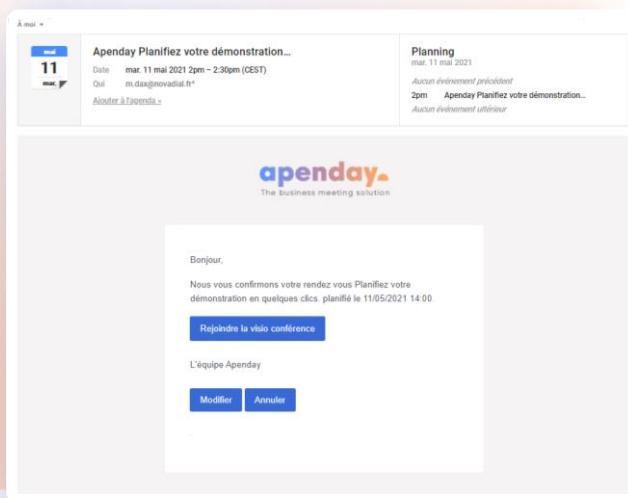 À moi
mai
11
mar.
Apenday Planifiez votre démonstration...
Date mar. 11 mai 2021 2pm – 2:30pm (CEST)
Qui m.dax@novadial.fr*
Ajouter à l'agenda »
Planning
mar. 11 mai 2021
Aucun événement précédent
2pm Apenday Planifiez votre démonstration...
Aucun événement ultérieur
apenday
The business meeting solution
Bonjour,
Nous vous confirmons votre rendez vous Planifiez votre
démonstration en quelques clics. planifié le 11/05/2021 14:00.
Rejoindre la visio conférence
L'équipe Apenday
Modifier Annuler